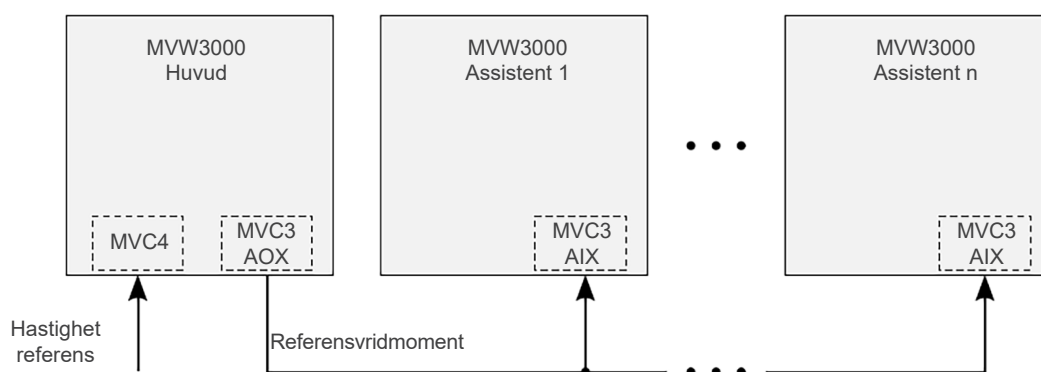 MVW3000
Huvud
MVW3000
Assistent 1
MVW3000
Assistent n
MVC4
MVC3
AOX
MVC3
AIX
MVC3
AIX
Hastighet
referens
Referensvridmoment